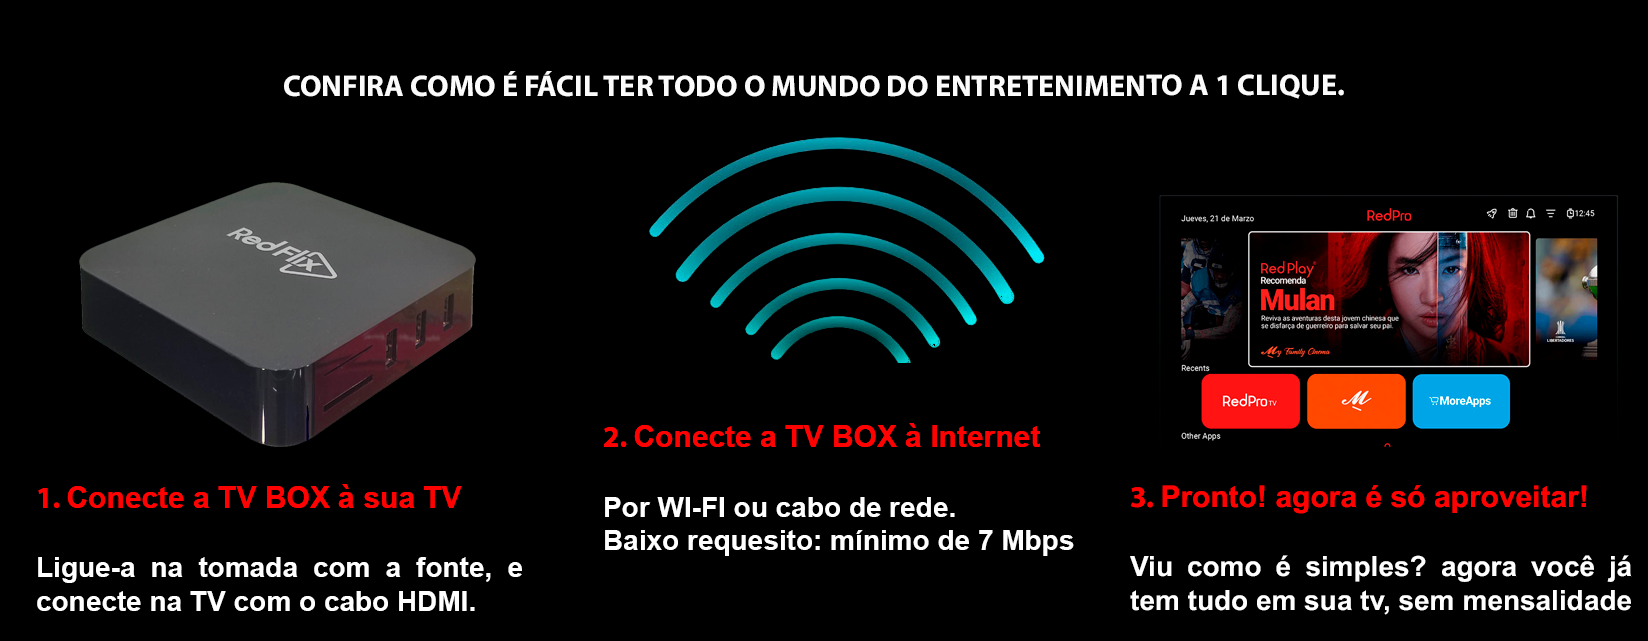 CONFIRA COMO É FÁCIL TER TODO O MUNDO DO ENTRETENIMENTO A 1 CLIQUE.
RedFlix
1. Conecte a TV BOX à sua TV
Ligue-a na tomada com a fonte, e
conecte na TV com o cabo HDMI.
2. Conecte a TV BOX à Internet
Por WI-FI ou cabo de rede.
Baixo requesito: mínimo de 7 Mbps
Jueves, 21 de Marzo
RedPro
12:45
RedPlay
Recomenda
Mulan
Reviva as aventuras desta jovem chinesa que
se disfarça de guerreiro para salvar seu pai.
My Family Cinema
LIBERTADORES
Recents
RedPro TV
M
MoreApps
Other Apps
3. Pronto! agora é só aproveitar!
Viu como é simples? agora você já
tem tudo em sua tv, sem mensalidade